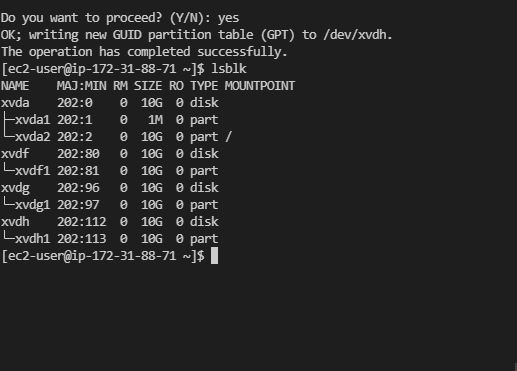 Do you want to proceed? (Y/N): yes
OK; writing new GUID partition table (GPT) to /dev/xvdh.
The operation has completed successfully.
[ec2-user@ip-172-31-88-71 ~]$ lsblk
NAME    MAJ:MIN RM SIZE RO TYPE MOUNTPOINT
xvda    202:0    0  10G  0 disk
├─xvda1 202:1    0   1M  0 part
└─xvda2 202:2    0  10G  0 part /
xvdf    202:80   0  10G  0 disk
└─xvdf1 202:81   0  10G  0 part
xvdg    202:96   0  10G  0 disk
└─xvdg1 202:97   0  10G  0 part
xvdh    202:112  0  10G  0 disk
└─xvdh1 202:113  0  10G  0 part
[ec2-user@ip-172-31-88-71 ~]$